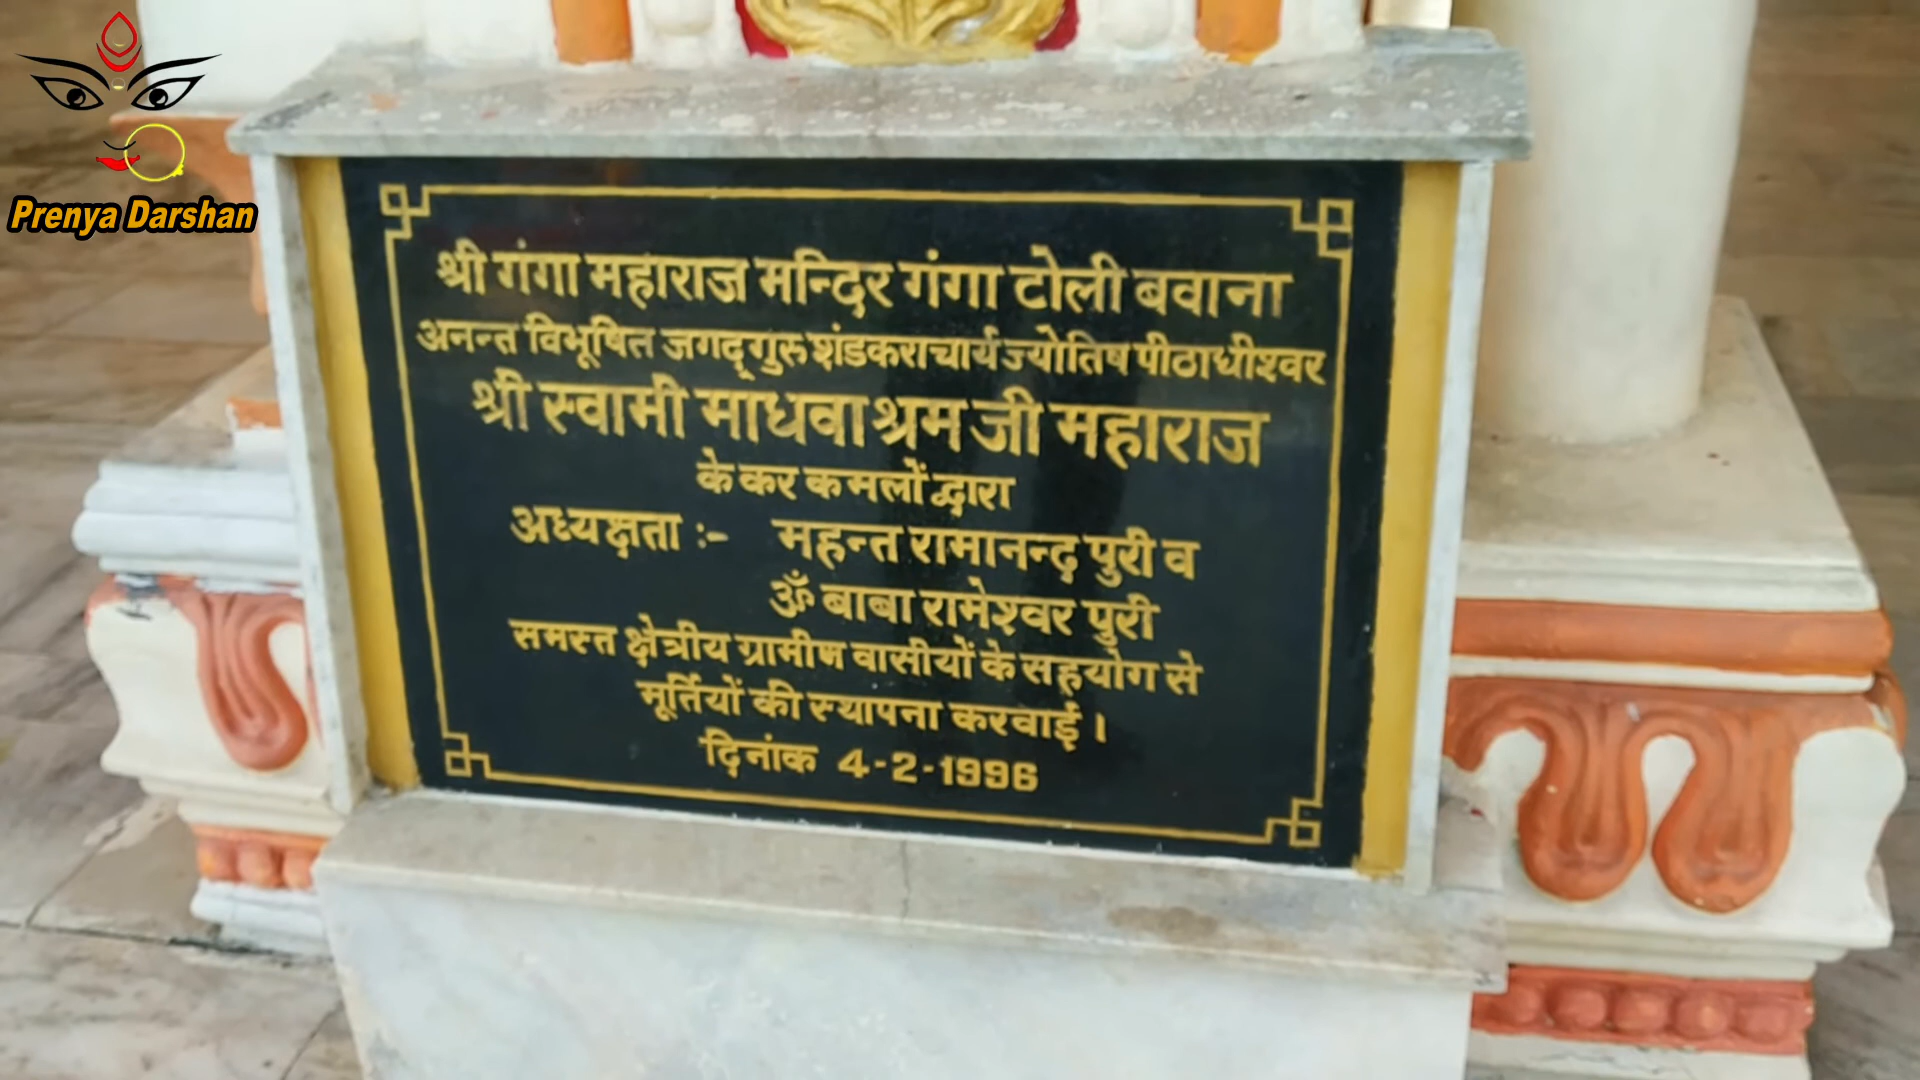 Prenya Darshan
श्री गंगा महाराज मन्दिर गंगा टोली बवाना
अनन्त विभूषित जगद्गुरु शंडकराचार्य ज्योतिष पीठाधीश्वर
श्री स्वामी माधवाश्रम जी महाराज
के कर कमलों द्वारा
अध्यक्षता :- महन्त रामानन्द पुरी व
ॐ बाबा रामेश्वर पुरी
समस्त क्षेत्रीय ग्रामीण वासीयों के सहयोग से
मूर्तियों की स्थापना करवाई।
दिनांक 4-2-1996